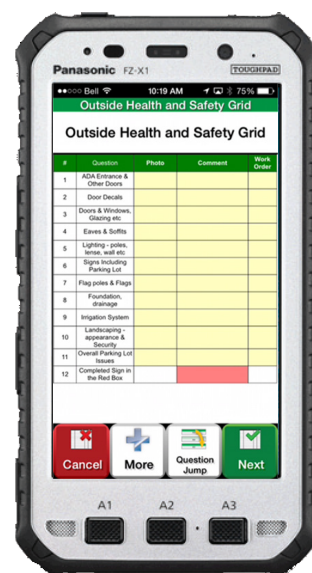 Panasonic FZ-X1 TOUGHPAD
●●○○○ Bell 10:19 AM 75%
Outside Health and Safety Grid
Outside Health and Safety Grid
# Question Photo Comment Work
Order
1 ADA Entrance &
Other Doors
2 Door Decals
3 Doors & Windows,
Glazing etc
4 Eaves & Soffits
5 Lighting - poles,
lense, wall etc
6 Signs Including
Parking Lot
7 Flag poles & Flags
8 Foundation,
drainage
9 Irrigation System
10 Landscaping -
appearance &
Security
11 Overall Parking Lot
Issues
12 Completed Sign in
the Red Box
Cancel More Question
Jump Next
A1 A2 A3